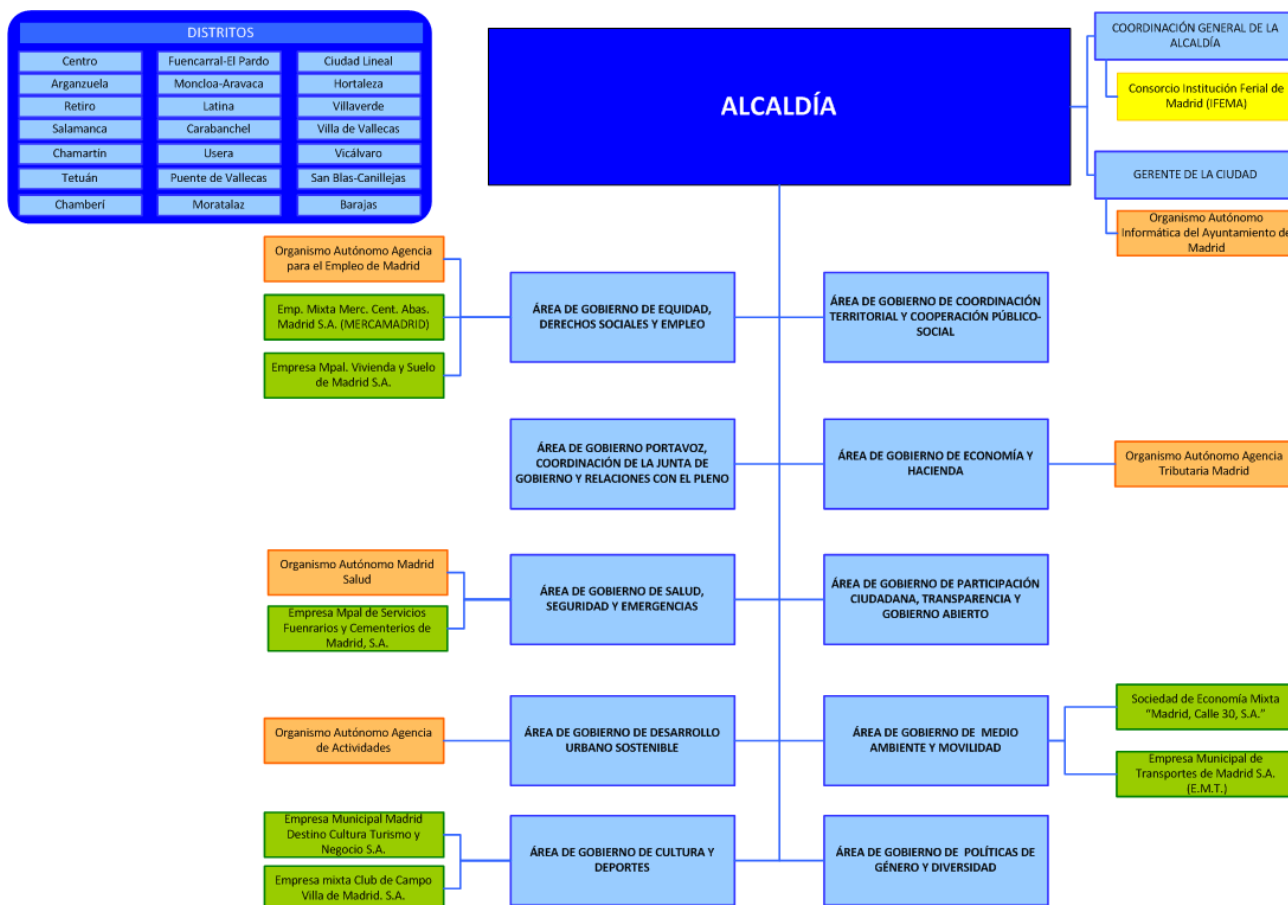 DISTRITOS
Centro
Fuencarral-El Pardo
Ciudad Lineal
Arganzuela
Moncloa-Aravaca
Hortaleza
Retiro
Latina
Villaverde
Salamanca
Carabanchel
Villa de Vallecas
Chamartín
Usera
Vicálvaro
Tetuán
Puente de Vallecas
San Blas-Canillejas
Chamberí
Moratalaz
Barajas
ALCALDÍA
COORDINACIÓN GENERAL DE LA
ALCALDÍA
Consorcio Institución Ferial de
Madrid (IFEMA)
GERENTE DE LA CIUDAD
Organismo Autónomo
Informática del Ayuntamiento de
Madrid
Organismo Autónomo Agencia
para el Empleo de Madrid
Emp. Mixta Merc. Cent. Abas.
Madrid S.A. (MERCAMADRID)
Empresa Mpal. Vivienda y Suelo
de Madrid S.A.
ÁREA DE GOBIERNO DE EQUIDAD,
DERECHOS SOCIALES Y EMPLEO
ÁREA DE GOBIERNO DE COORDINACIÓN
TERRITORIAL Y COOPERACIÓN PÚBLICO-
SOCIAL
ÁREA DE GOBIERNO PORTAVOZ,
COORDINACIÓN DE LA JUNTA DE
GOBIERNO Y RELACIONES CON EL PLENO
ÁREA DE GOBIERNO DE ECONOMÍA Y
HACIENDA
Organismo Autónomo Agencia
Tributaria Madrid
Organismo Autónomo Madrid
Salud
Empresa Mpal de Servicios
Fuenrarios y Cementerios de
Madrid, S.A.
ÁREA DE GOBIERNO DE SALUD,
SEGURIDAD Y EMERGENCIAS
ÁREA DE GOBIERNO DE PARTICIPACIÓN
CIUDADANA, TRANSPARENCIA Y
GOBIERNO ABIERTO
Organismo Autónomo Agencia
de Actividades
ÁREA DE GOBIERNO DE DESARROLLO
URBANO SOSTENIBLE
ÁREA DE GOBIERNO DE MEDIO
AMBIENTE Y MOVILIDAD
Sociedad de Economía Mixta
"Madrid, Calle 30, S.A."
Empresa Municipal de
Transportes de Madrid S.A.
(E.M.T.)
Empresa Municipal Madrid
Destino Cultura Turismo y
Negocio S.A.
Empresa mixta Club de Campo
Villa de Madrid. S.A.
ÁREA DE GOBIERNO DE CULTURA Y
DEPORTES
ÁREA DE GOBIERNO DE POLÍTICAS DE
GÉNERO Y DIVERSIDAD